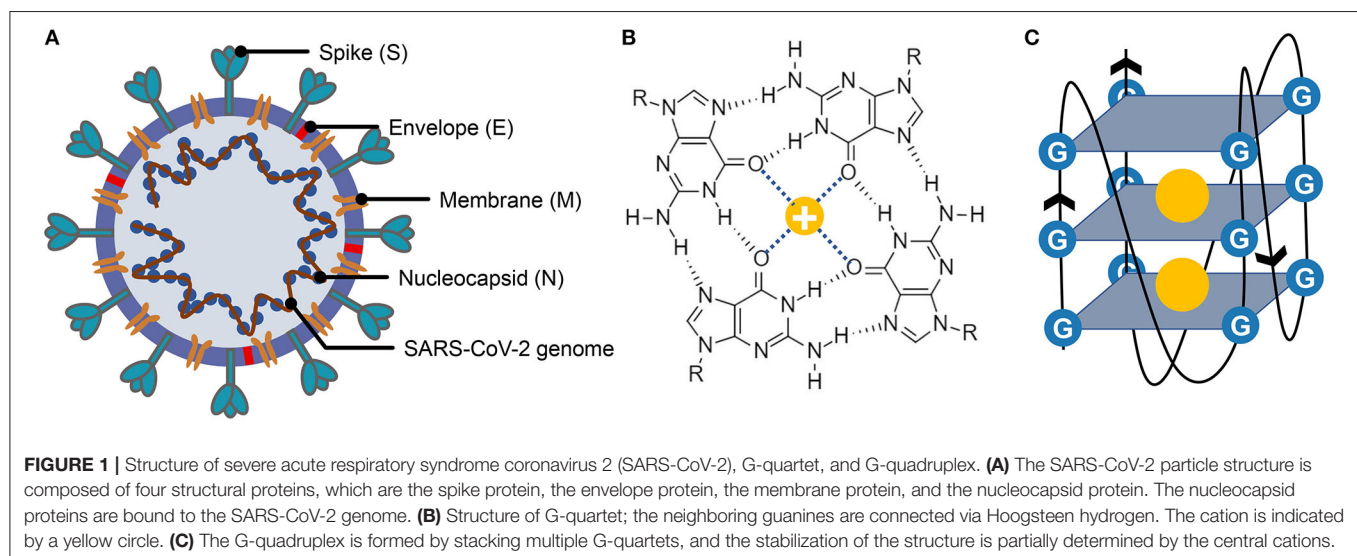 A
Spike (S)
Envelope (E)
Membrane (M)
Nucleocapsid (N)
SARS-CoV-2 genome
B
H
R
H N N N
R N N
H N N
O O
N N H H
H N H H N H
H N N
O O
N N H N
N N H N R
R H
C
G
G G
G
G G
G
G G
FIGURE 1 | Structure of severe acute respiratory syndrome coronavirus 2 (SARS-CoV-2), G-quartet, and G-quadruplex. (A) The SARS-CoV-2 particle structure is
composed of four structural proteins, which are the spike protein, the envelope protein, the membrane protein, and the nucleocapsid protein. The nucleocapsid
proteins are bound to the SARS-CoV-2 genome. (B) Structure of G-quartet; the neighboring guanines are connected via Hoogsteen hydrogen. The cation is indicated
by a yellow circle. (C) The G-quadruplex is formed by stacking multiple G-quartets, and the stabilization of the structure is partially determined by the central cations.